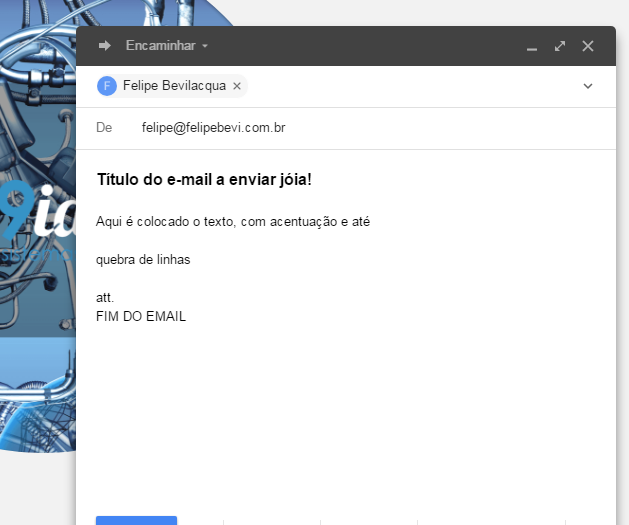 Encaminhar
F Felipe Bevilacqua
De felipe@felipebevi.com.br
Título do e-mail a enviar jóia!
Aqui é colocado o texto, com acentuação e até
quebra de linhas
att.
FIM DO EMAIL